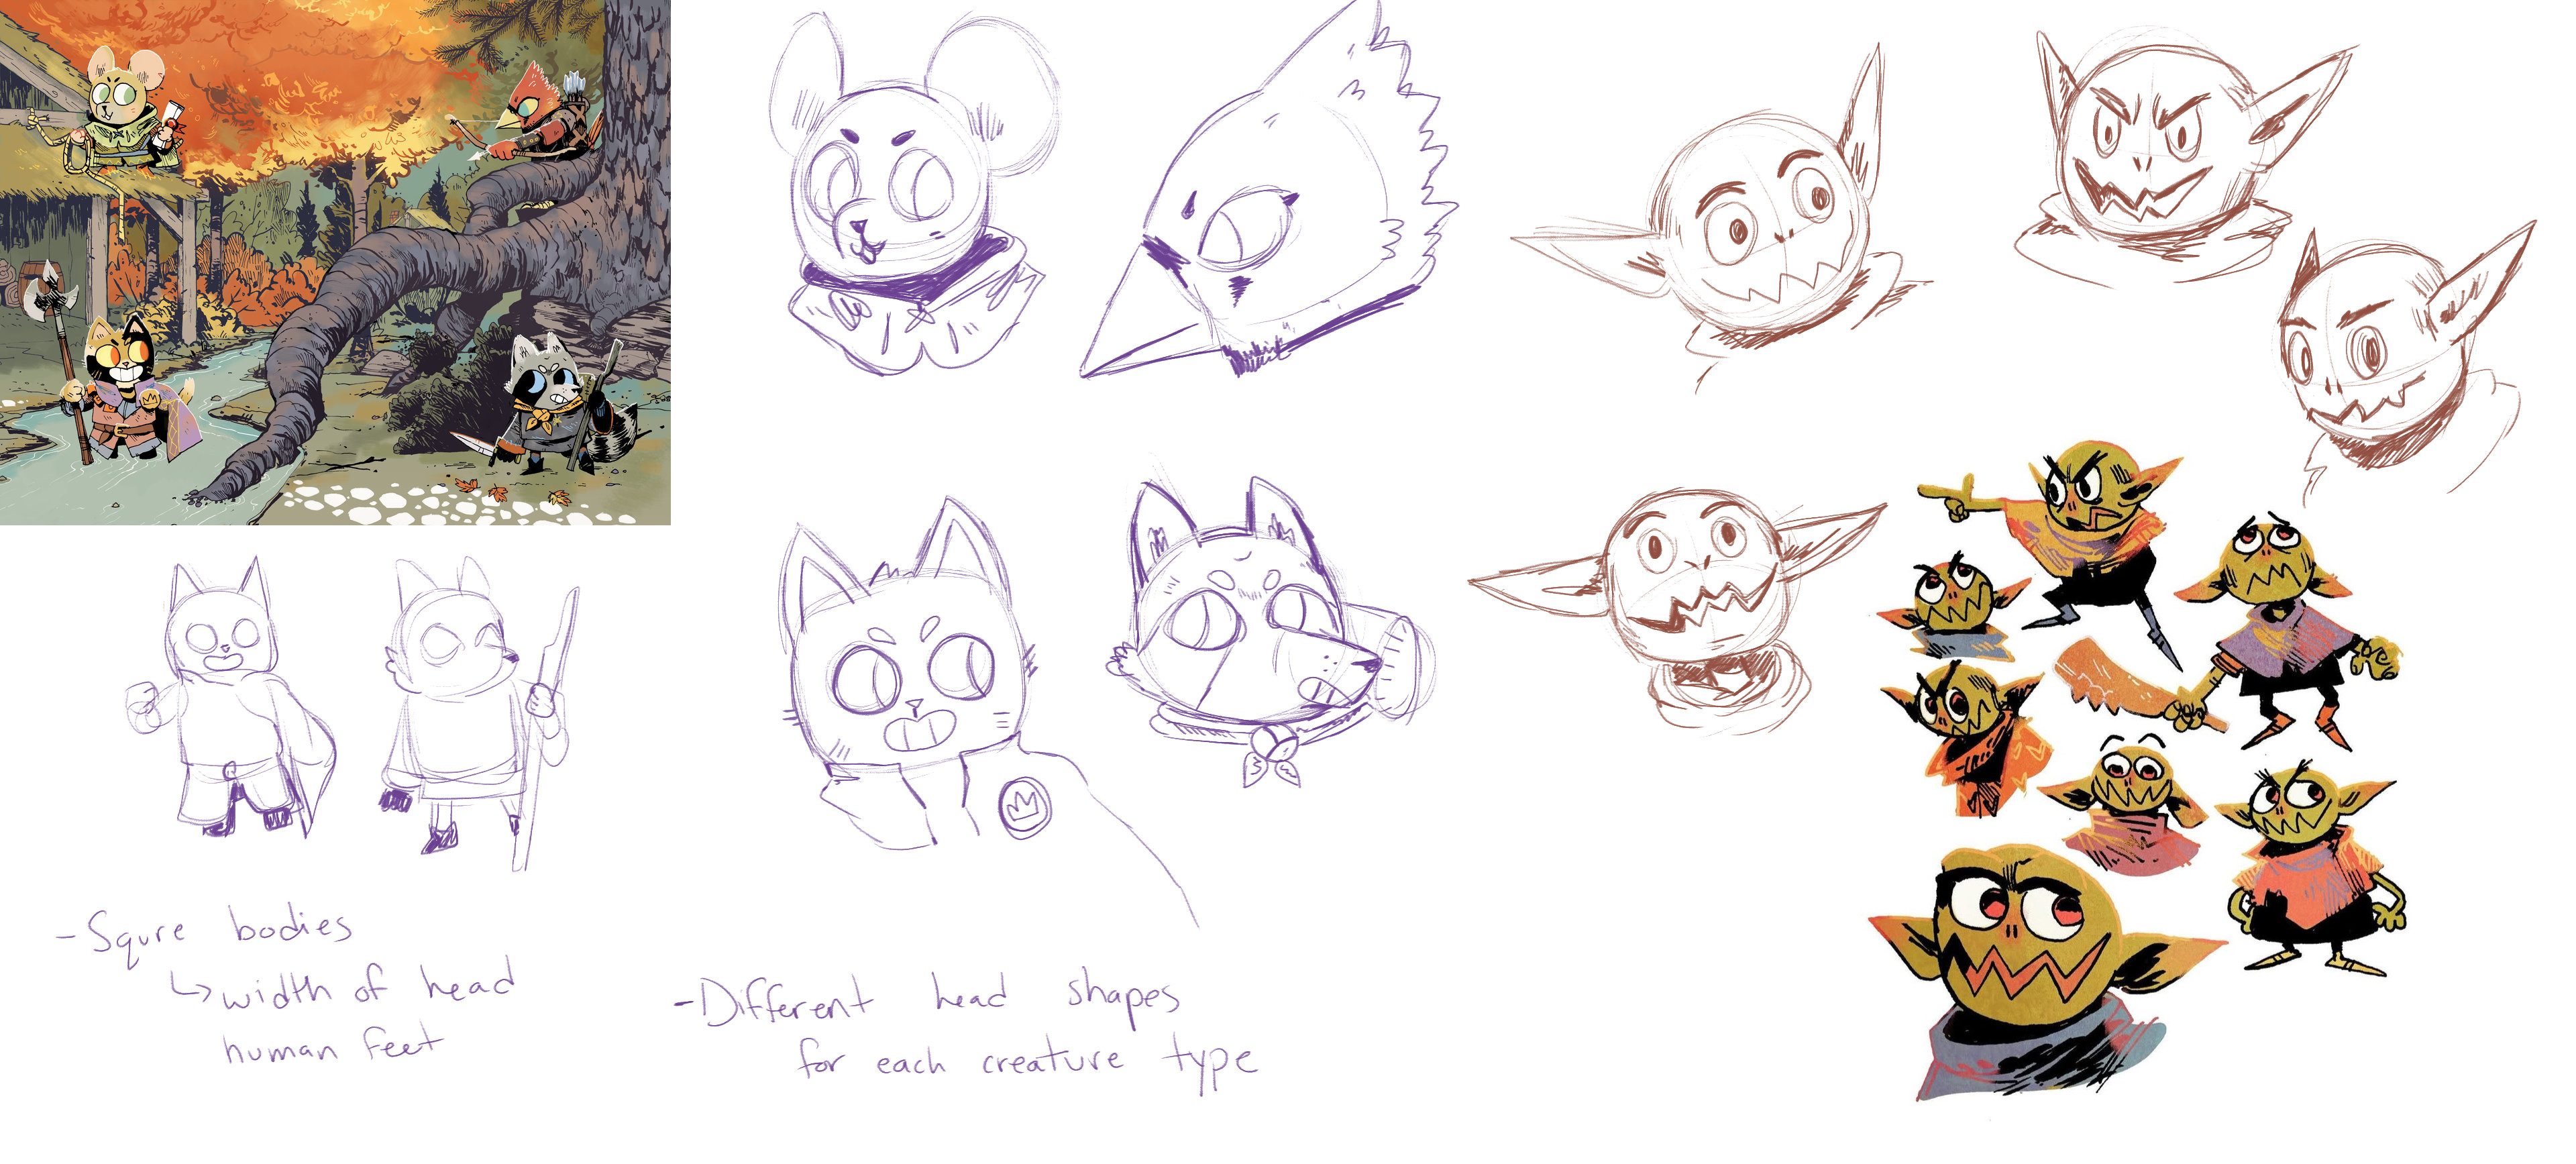 - Squre bodies
↳ width of head
human feet
- Different head shapes
for each creature type